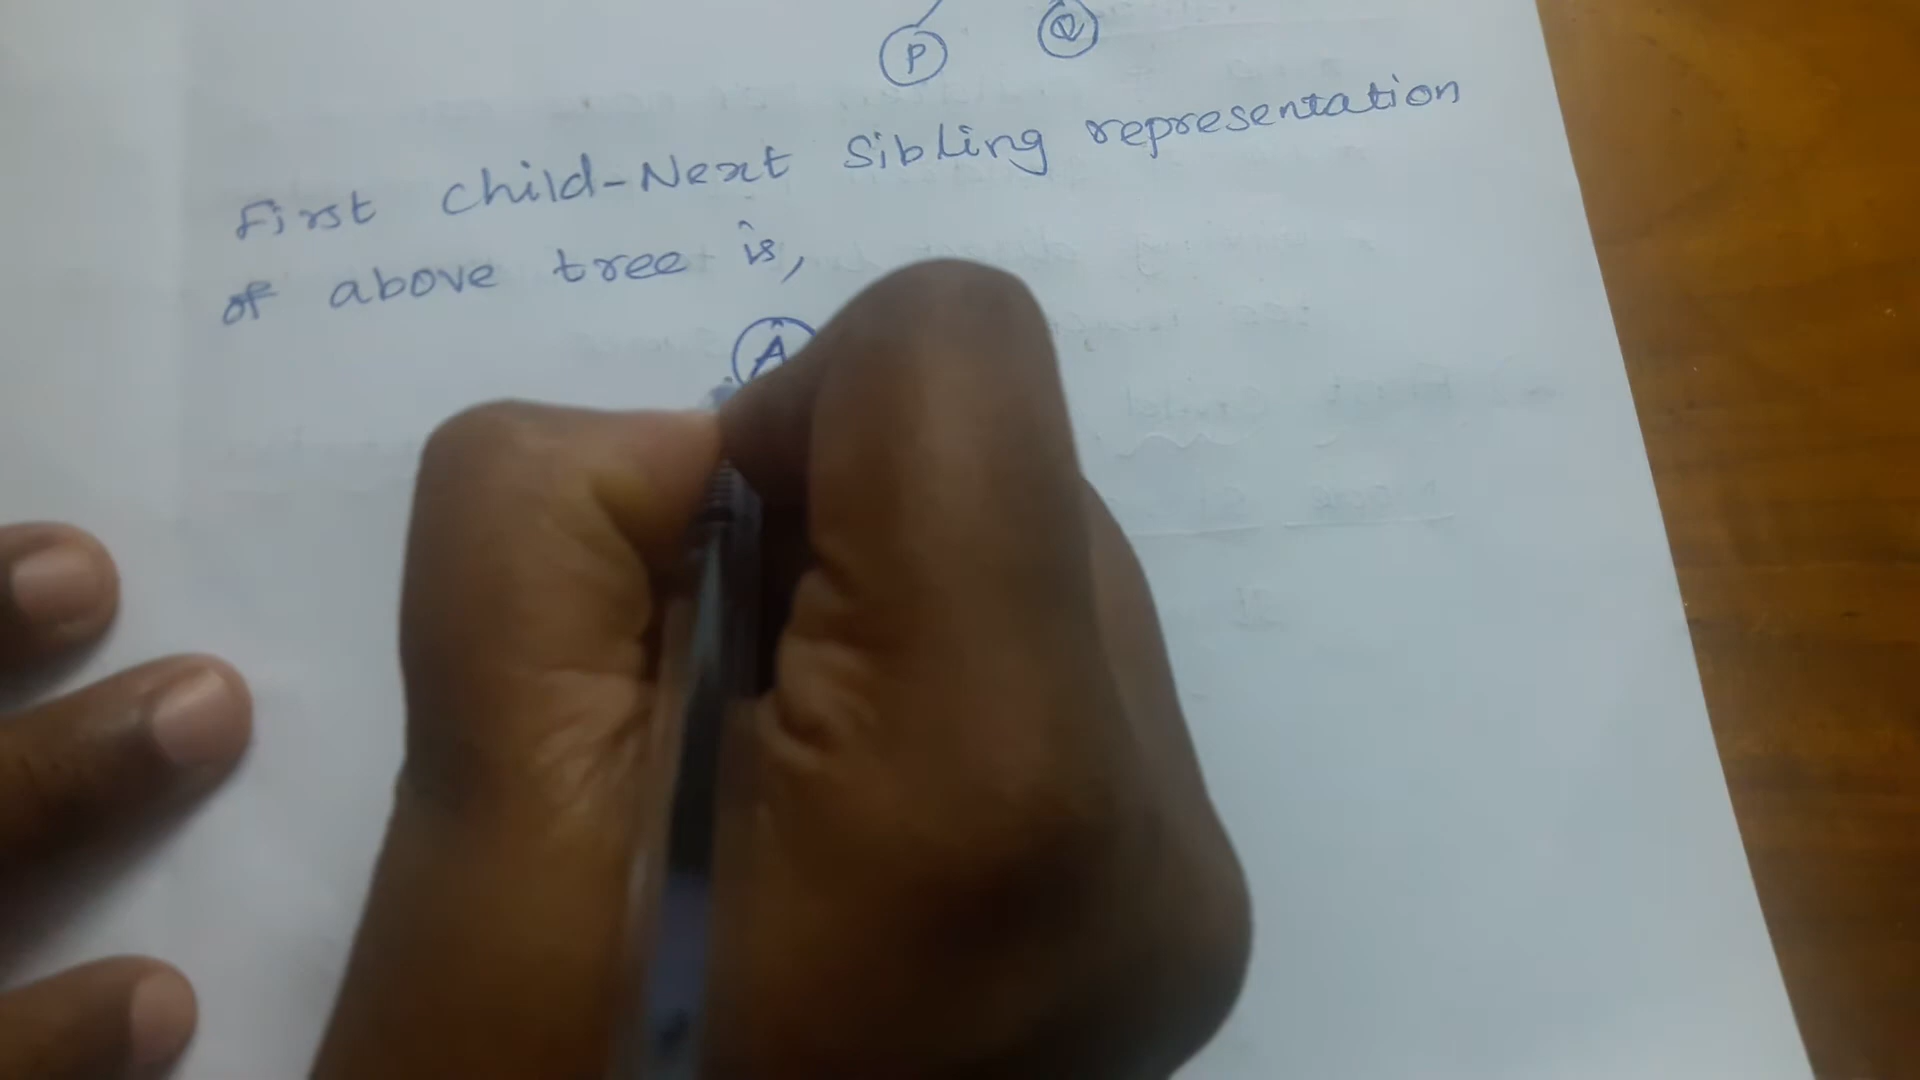 P Q
First Child-Next Sibling representation
of above tree is,
A